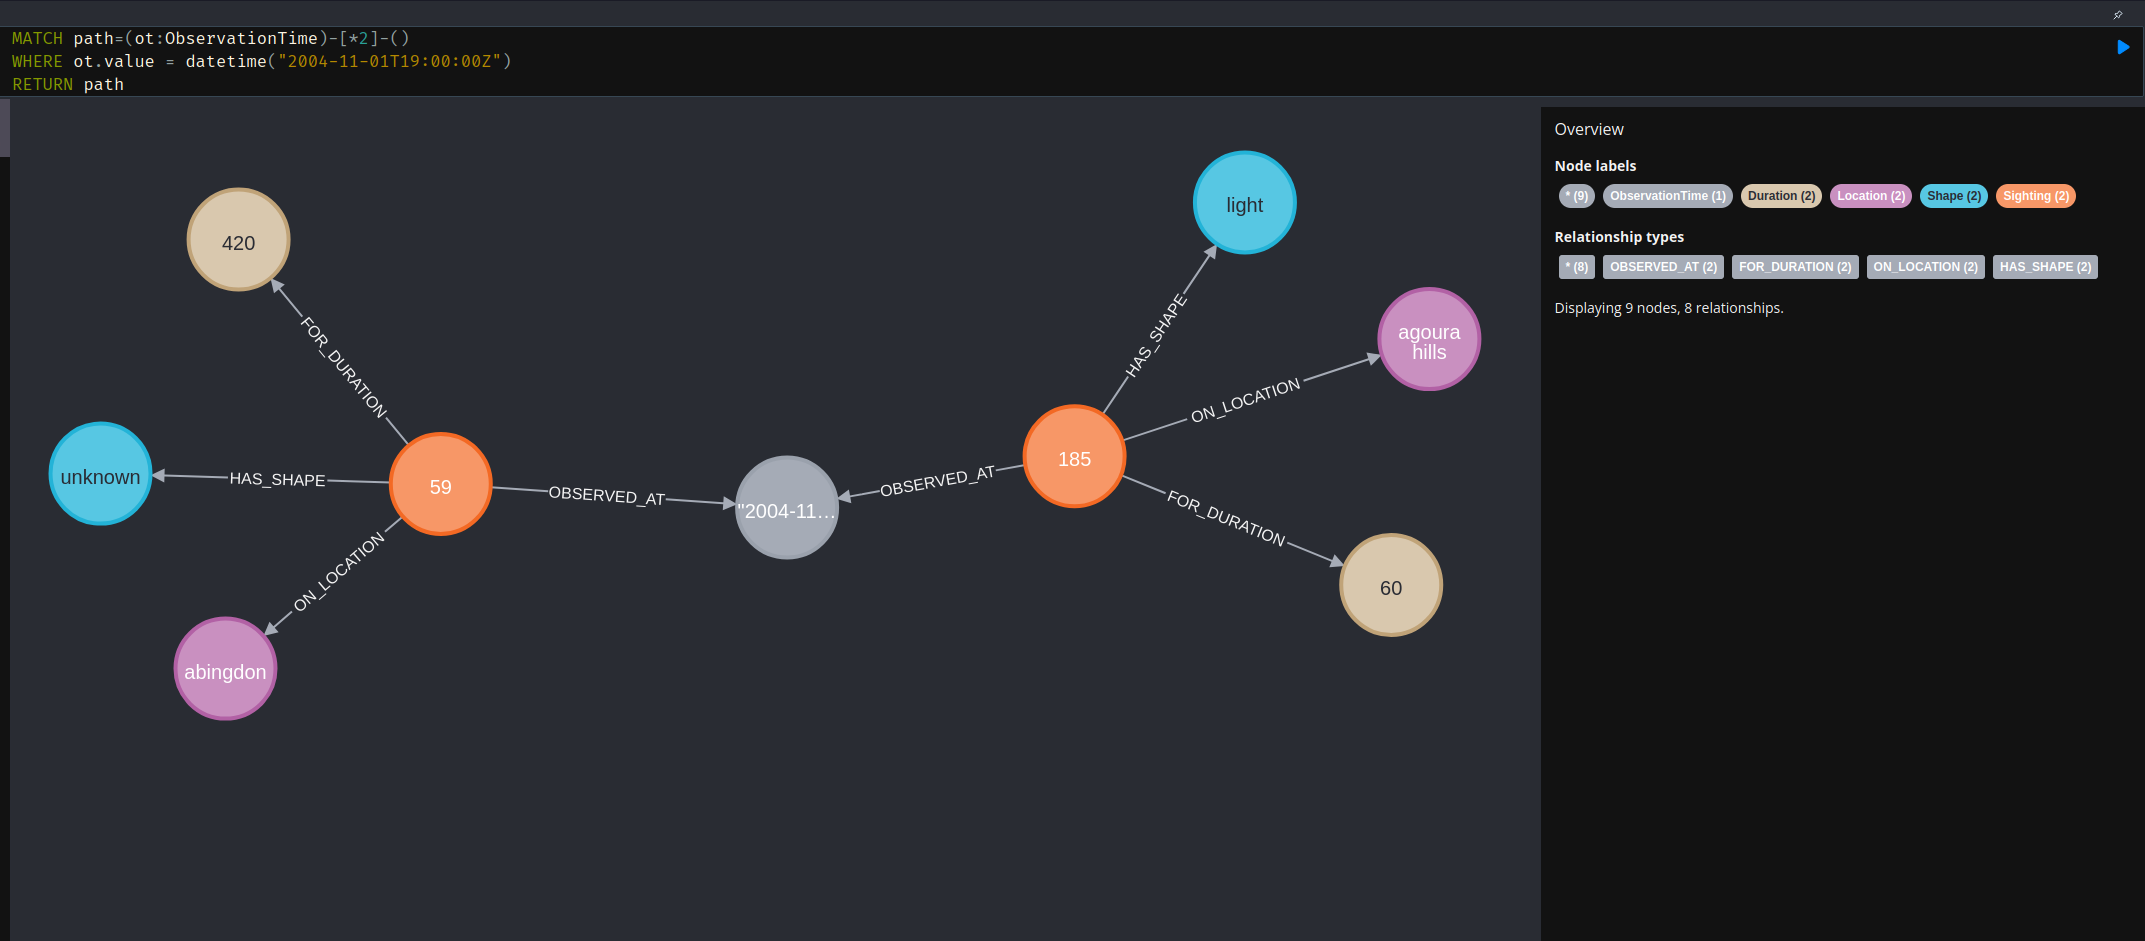 MATCH path=(ot:ObservationTime)-[*2]-()
WHERE ot.value = datetime("2004-11-01T19:00:00Z")
RETURN path
420
FOR_DURATION
unknown
HAS_SHAPE
59
ON_LOCATION
abingdon
OBSERVED_AT
"2004-11...
OBSERVED_AT
185
HAS_SHAPE
light
ON_LOCATION
agoura
hills
FOR_DURATION
60
Overview
Node labels
* (9) ObservationTime (1) Duration (2) Location (2) Shape (2) Sighting (2)
Relationship types
* (8) OBSERVED_AT (2) FOR_DURATION (2) ON_LOCATION (2) HAS_SHAPE (2)
Displaying 9 nodes, 8 relationships.